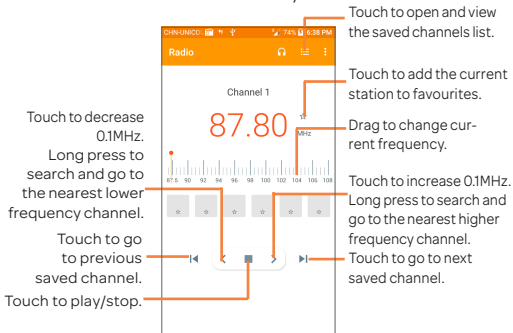 Touch to open and view
the saved channels list.
CHN-UNICO 74% 6:38 PM
Radio
Channel 1
Touch to add the current
station to favourites.
87.80
MHz
Drag to change cur-
rent frequency.
87.5 90 92 94 96 98 100 102 104 106 108
Touch to decrease
0.1MHz.
Long press to
search and go to
the nearest lower
frequency channel.
Touch to increase 0.1MHz.
Long press to search and
go to the nearest higher
frequency channel.
Touch to go
to previous
saved channel.
Touch to go to next
saved channel.
Touch to play/stop.